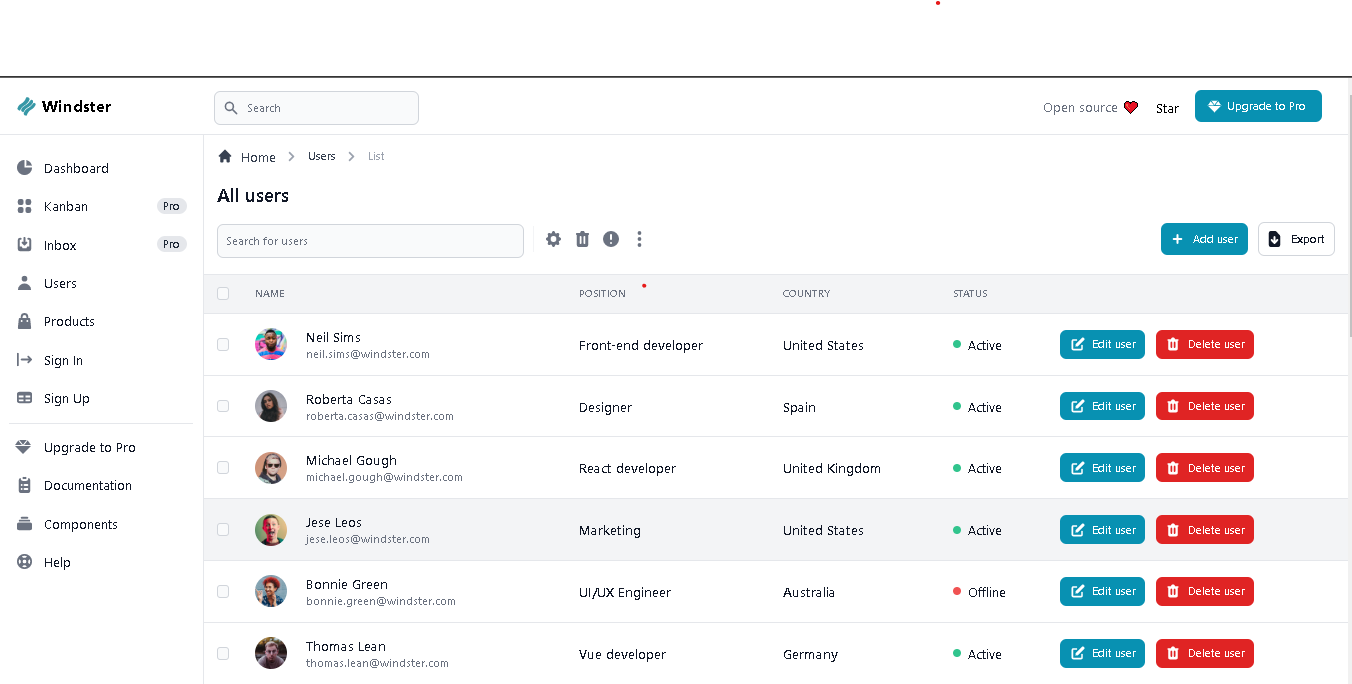 Windster
Search
Open source
Star
Upgrade to Pro
Dashboard
Kanban Pro
Inbox Pro
Users
Products
Sign In
Sign Up
Upgrade to Pro
Documentation
Components
Help
Home > Users > List
All users
Search for users
Add user
Export
NAME POSITION COUNTRY STATUS
Neil Sims
neil.sims@windster.com
Front-end developer United States Active Edit user Delete user
Roberta Casas
roberta.casas@windster.com
Designer Spain Active Edit user Delete user
Michael Gough
michael.gough@windster.com
React developer United Kingdom Active Edit user Delete user
Jese Leos
jese.leos@windster.com
Marketing United States Active Edit user Delete user
Bonnie Green
bonnie.green@windster.com
UI/UX Engineer Australia Offline Edit user Delete user
Thomas Lean
thomas.lean@windster.com
Vue developer Germany Active Edit user Delete user